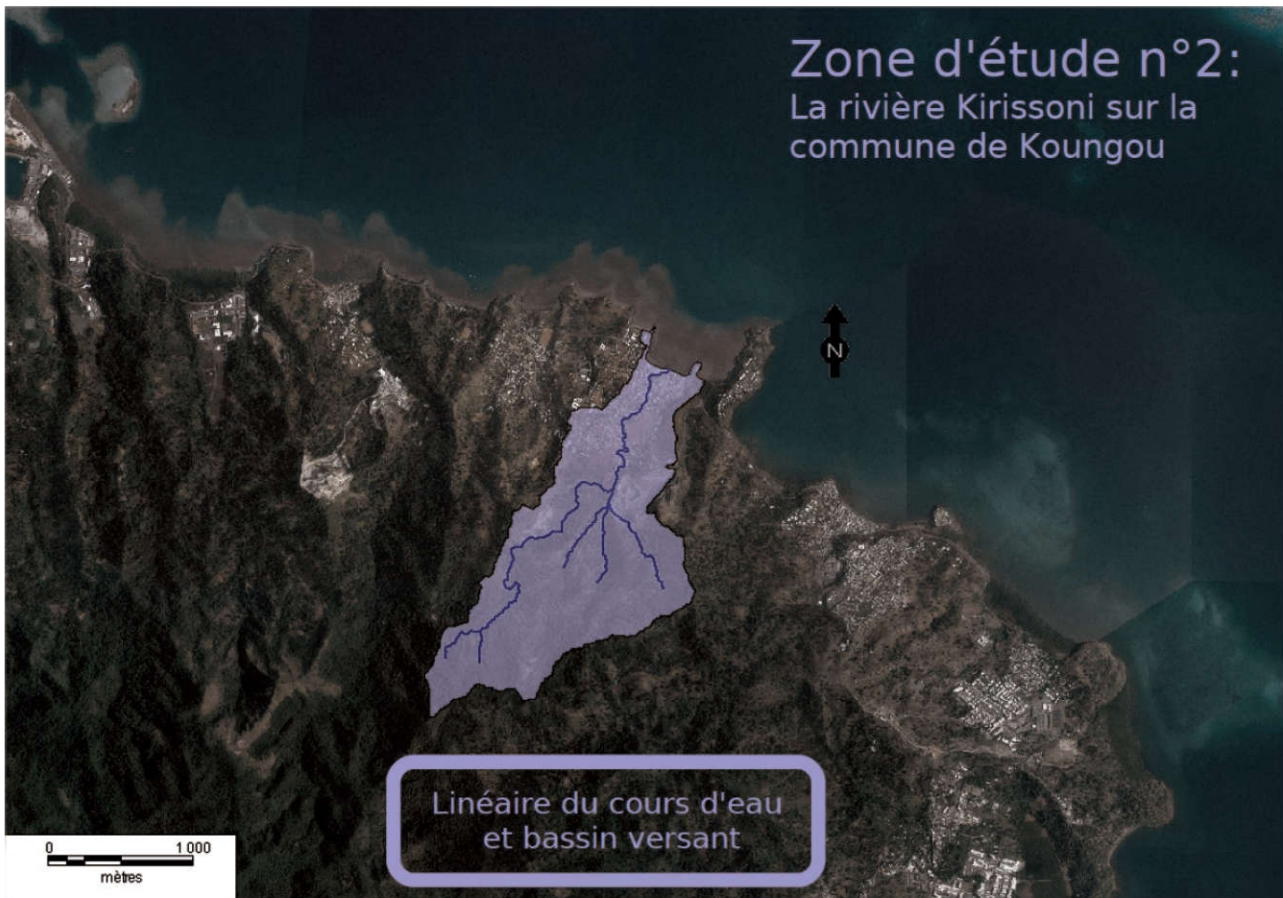 Zone d'étude n°2:
La rivière Kirissoni sur la
commune de Koungou
N
Linéaire du cours d'eau
et bassin versant
0 1 000
mètres